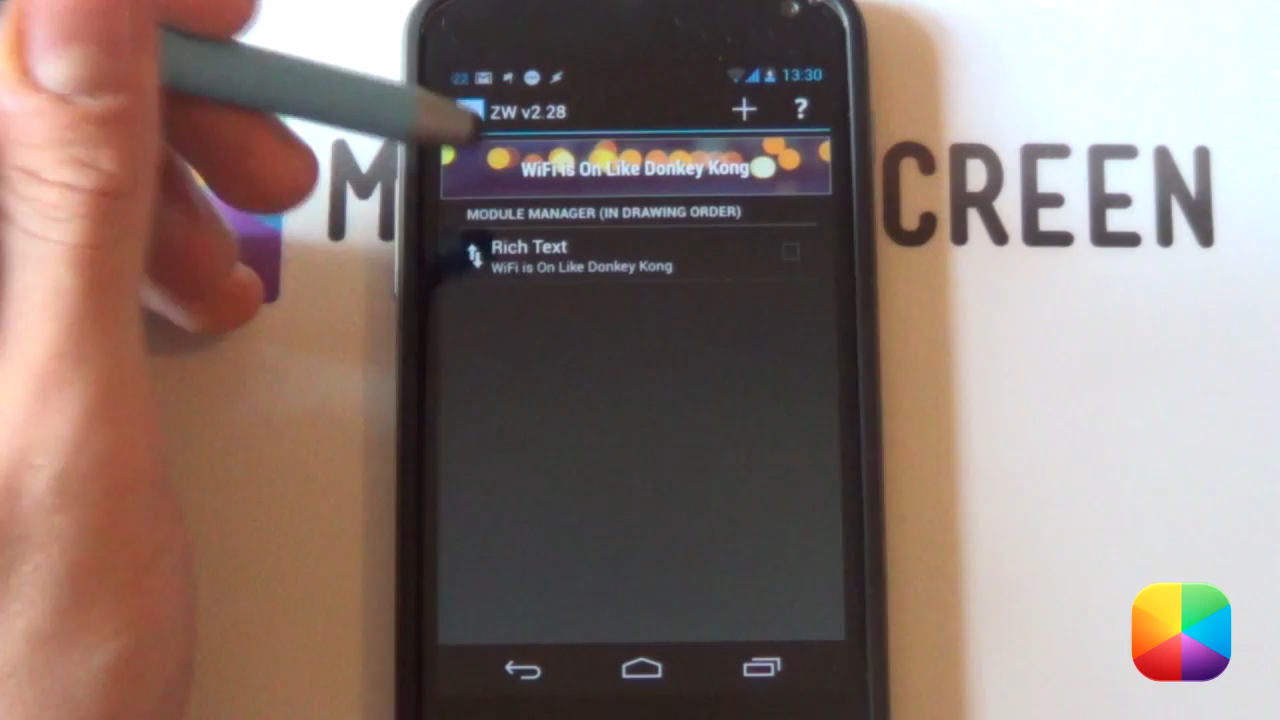 22 13:30
ZW v2.28
WiFi is On Like Donkey Kong
MODULE MANAGER (IN DRAWING ORDER)
Rich Text
WiFi is On Like Donkey Kong
M CREEN